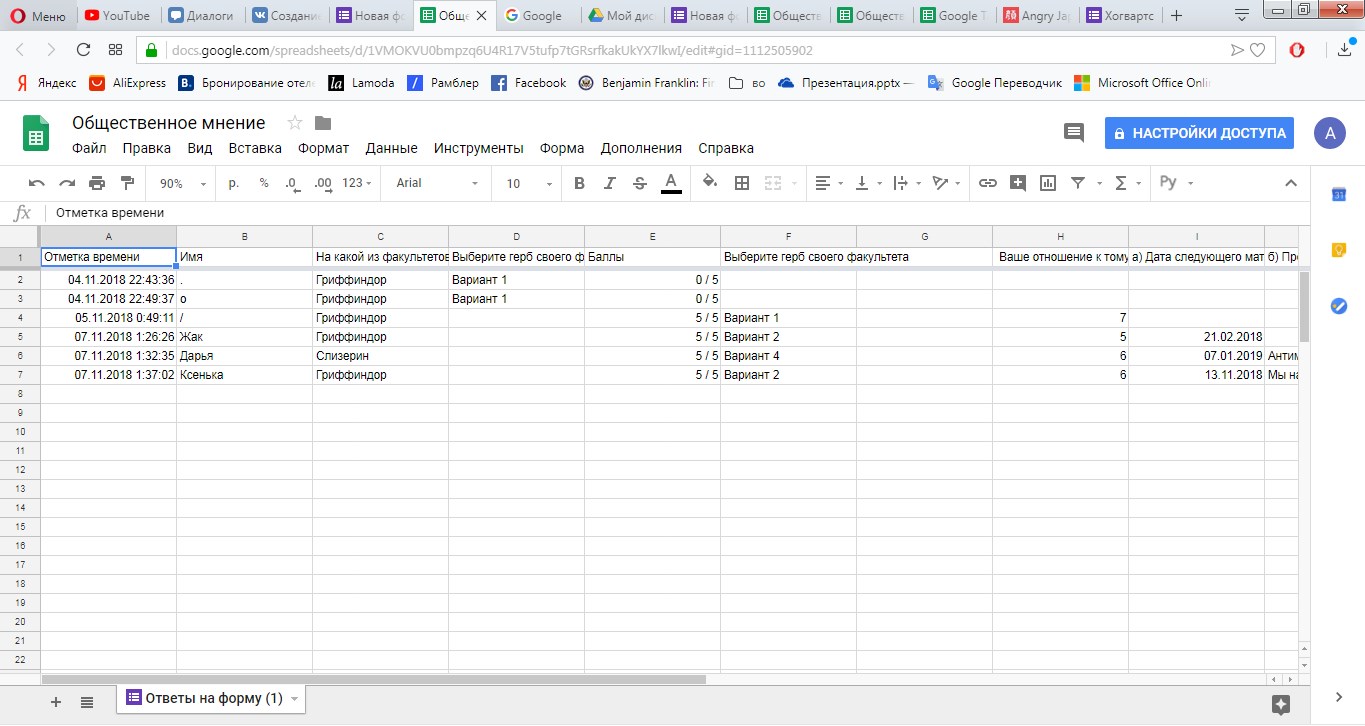 Меню YouTube Диалоги Создани Новая фо Обще Google Мой дис Новая ф Обществ Обществ Google Т Angry Ja Хогвартс
docs.google.com/spreadsheets/d/1VMOKVU0bmpzq6U4R17V5tufp7tGRsrfkakUkYX7lkwI/edit#gid=1112505902
Яндекс AliExpress Бронирование оте Lamoda Рамблер Facebook Benjamin Franklin: Fir во Презентация.pptx — Google Переводчик Microsoft Office Onli
Общественное мнение
НАСТРОЙКИ ДОСТУПА A
Файл Правка Вид Вставка Формат Данные Инструменты Форма Дополнения Справка
90% р. % .0 .00 123 Arial 10 B I S A Σ Py
31
fx Отметка времени
A B C D E F G H I
1 Отметка времени Имя На какой из факультетов Выберите герб своего ф Баллы Выберите герб своего факультета Ваше отношение к тому а) Дата следующего мат б) Про
2 04.11.2018 22:43:36 . Гриффиндор Вариант 1 0 / 5
3 04.11.2018 22:49:37 о Гриффиндор Вариант 1 0 / 5
4 05.11.2018 0:49:11 / Гриффиндор 5 / 5 Вариант 1 7
5 07.11.2018 1:26:26 Жак Гриффиндор 5 / 5 Вариант 2 5 21.02.2018
6 07.11.2018 1:32:35 Дарья Слизерин 5 / 5 Вариант 4 6 07.01.2019 Антим
7 07.11.2018 1:37:02 Ксенька Гриффиндор 5 / 5 Вариант 2 6 13.11.2018 Мы на
8
9
10
11
12
13
14
15
16
17
18
19
20
21
22
Ответы на форму (1)